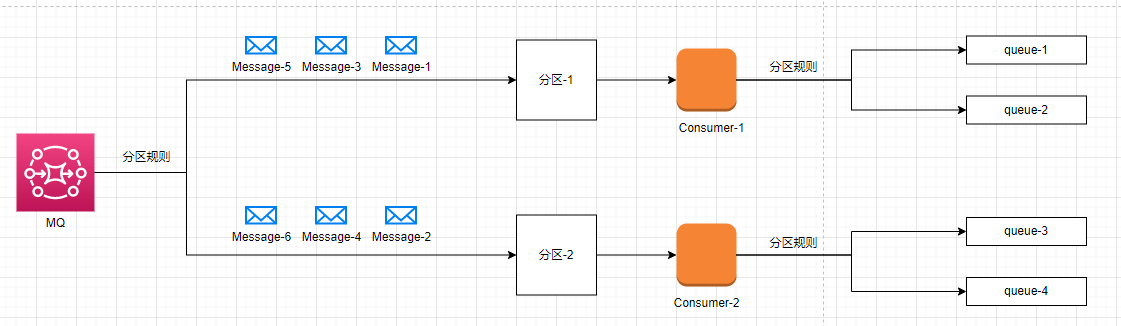 Message-5 Message-3 Message-1
分区-1
Consumer-1
分区规则
queue-1
queue-2
分区规则
MQ
Message-6 Message-4 Message-2
分区-2
Consumer-2
分区规则
queue-3
queue-4